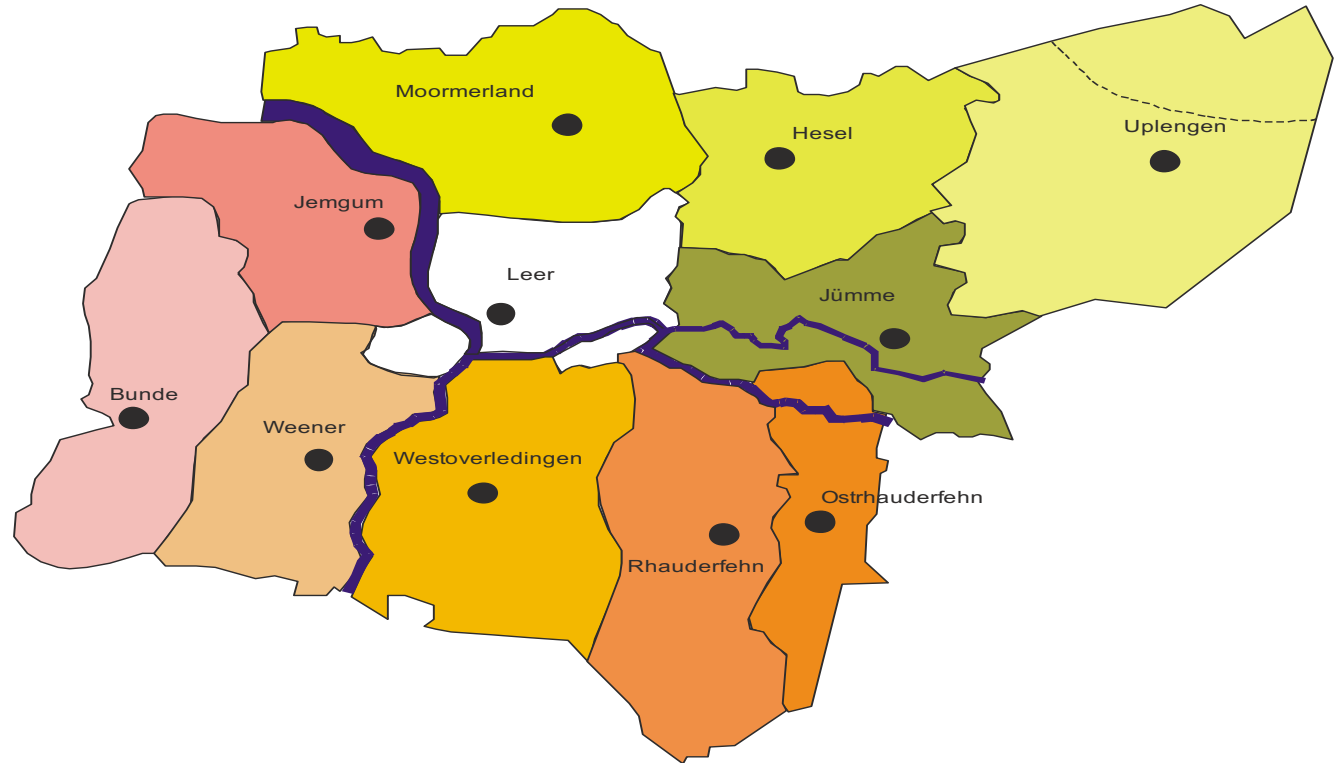 Moormerland
Hesel
Uplengen
Jemgum
Leer
Jümme
Bunde
Weener
Westoverledingen
Ostrhauderfehn
Rhauderfehn